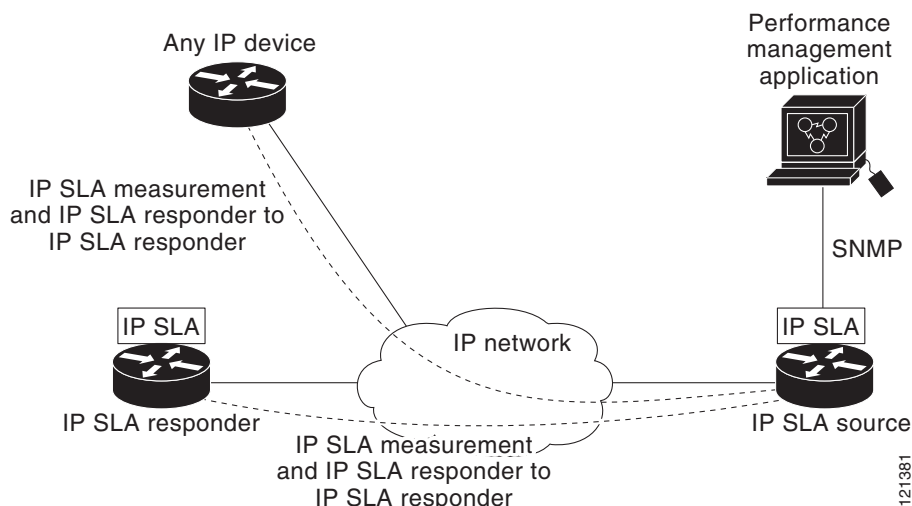 Any IP device
Performance
management
application
IP SLA measurement
and IP SLA responder to
IP SLA responder
SNMP
IP SLA
IP network
IP SLA
IP SLA responder
IP SLA source
IP SLA measurement
and IP SLA responder to
IP SLA responder
121381